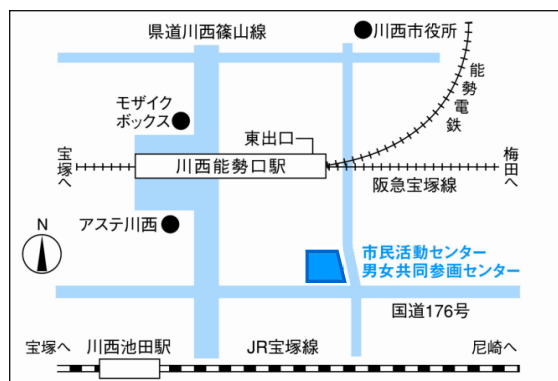 県道川西篠山線
川西市役所
能勢電鉄
モザイク
ボックス
東出口
宝塚へ
川西能勢口駅
梅田へ
阪急宝塚線
アステ川西
N
市民活動センター
男女共同参画センター
国道176号
宝塚へ
川西池田駅
JR宝塚線
尼崎へ